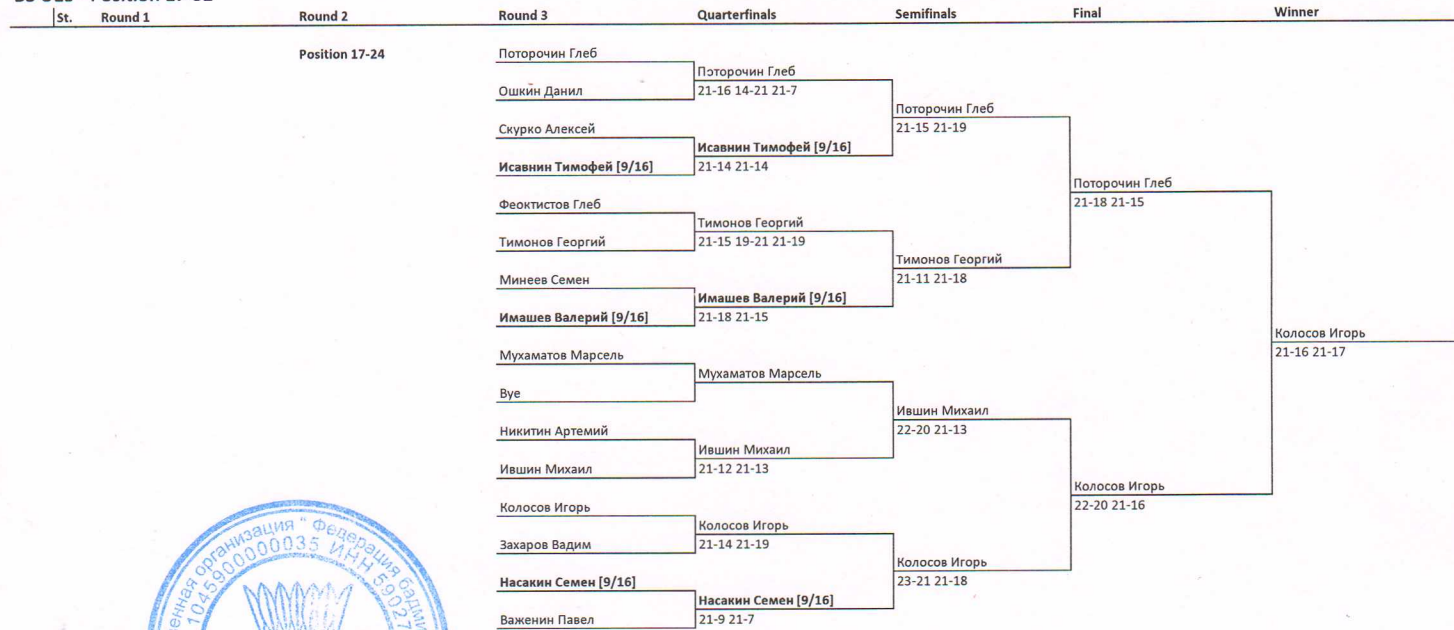 St. Round 1 Round 2 Round 3 Quarterfinals Semifinals Final Winner
Position 17-24
Поторочин Глеб
Поторочин Глеб
Ошкин Данил
21-16 14-21 21-7
Поторочин Глеб
Скурко Алексей
21-15 21-19
Исавнин Тимофей [9/16]
Исавнин Тимофей [9/16]
21-14 21-14
Поторочин Глеб
Феоктистов Глеб
21-18 21-15
Тимонов Георгий
Тимонов Георгий
21-15 19-21 21-19
Тимонов Георгий
Минеев Семен
21-11 21-18
Имашев Валерий [9/16]
Имашев Валерий [9/16]
21-18 21-15
Колосов Игорь
Мухаматов Марсель
21-16 21-17
Мухаматов Марсель
Bye
Ившин Михаил
Никитин Артемий
22-20 21-13
Ившин Михаил
Ившин Михаил
21-12 21-13
Колосов Игорь
Колосов Игорь
22-20 21-16
Колосов Игорь
Захаров Вадим
21-14 21-19
Колосов Игорь
Насакин Семен [9/16]
23-21 21-18
Насакин Семен [9/16]
Важенин Павел
21-9 21-7
организация " Федерация
1045900000035 ИНН 59027